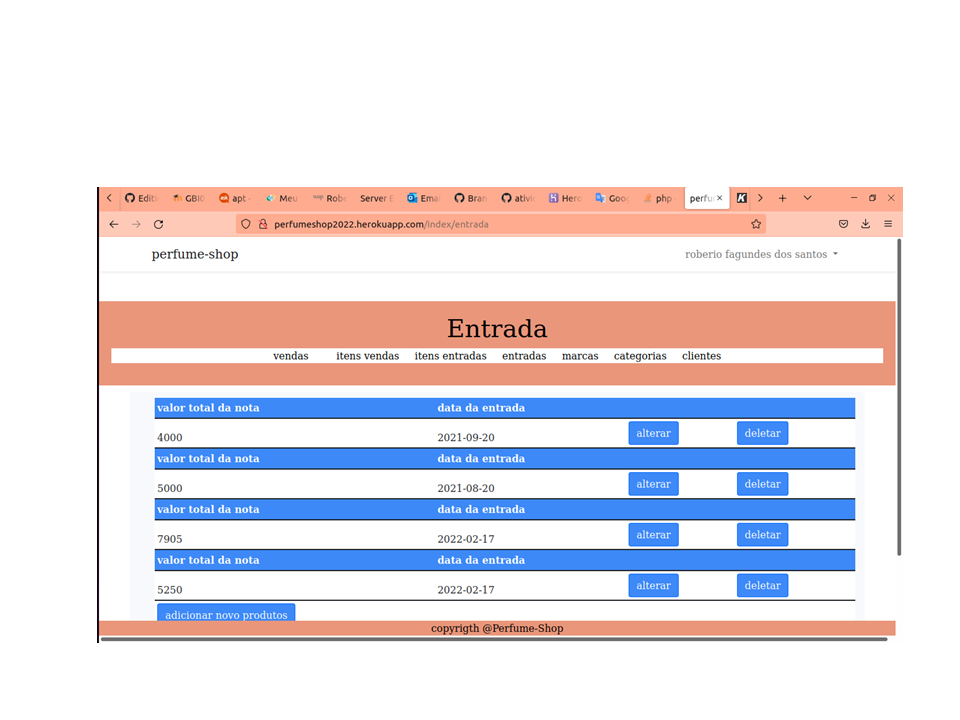 Edit GBI apt Meu Rob Server E Ema Bran ativi Hero Goo php perfu
perfumeshop2022.herokuapp.com/index/entrada
perfume-shop roberio fagundes dos santos
Entrada
vendas itens vendas itens entradas entradas marcas categorias clientes
valor total da nota data da entrada
4000 2021-09-20 alterar deletar
valor total da nota data da entrada
5000 2021-08-20 alterar deletar
valor total da nota data da entrada
7905 2022-02-17 alterar deletar
valor total da nota data da entrada
5250 2022-02-17 alterar deletar
adicionar novo produtos
copyrigth @Perfume-Shop